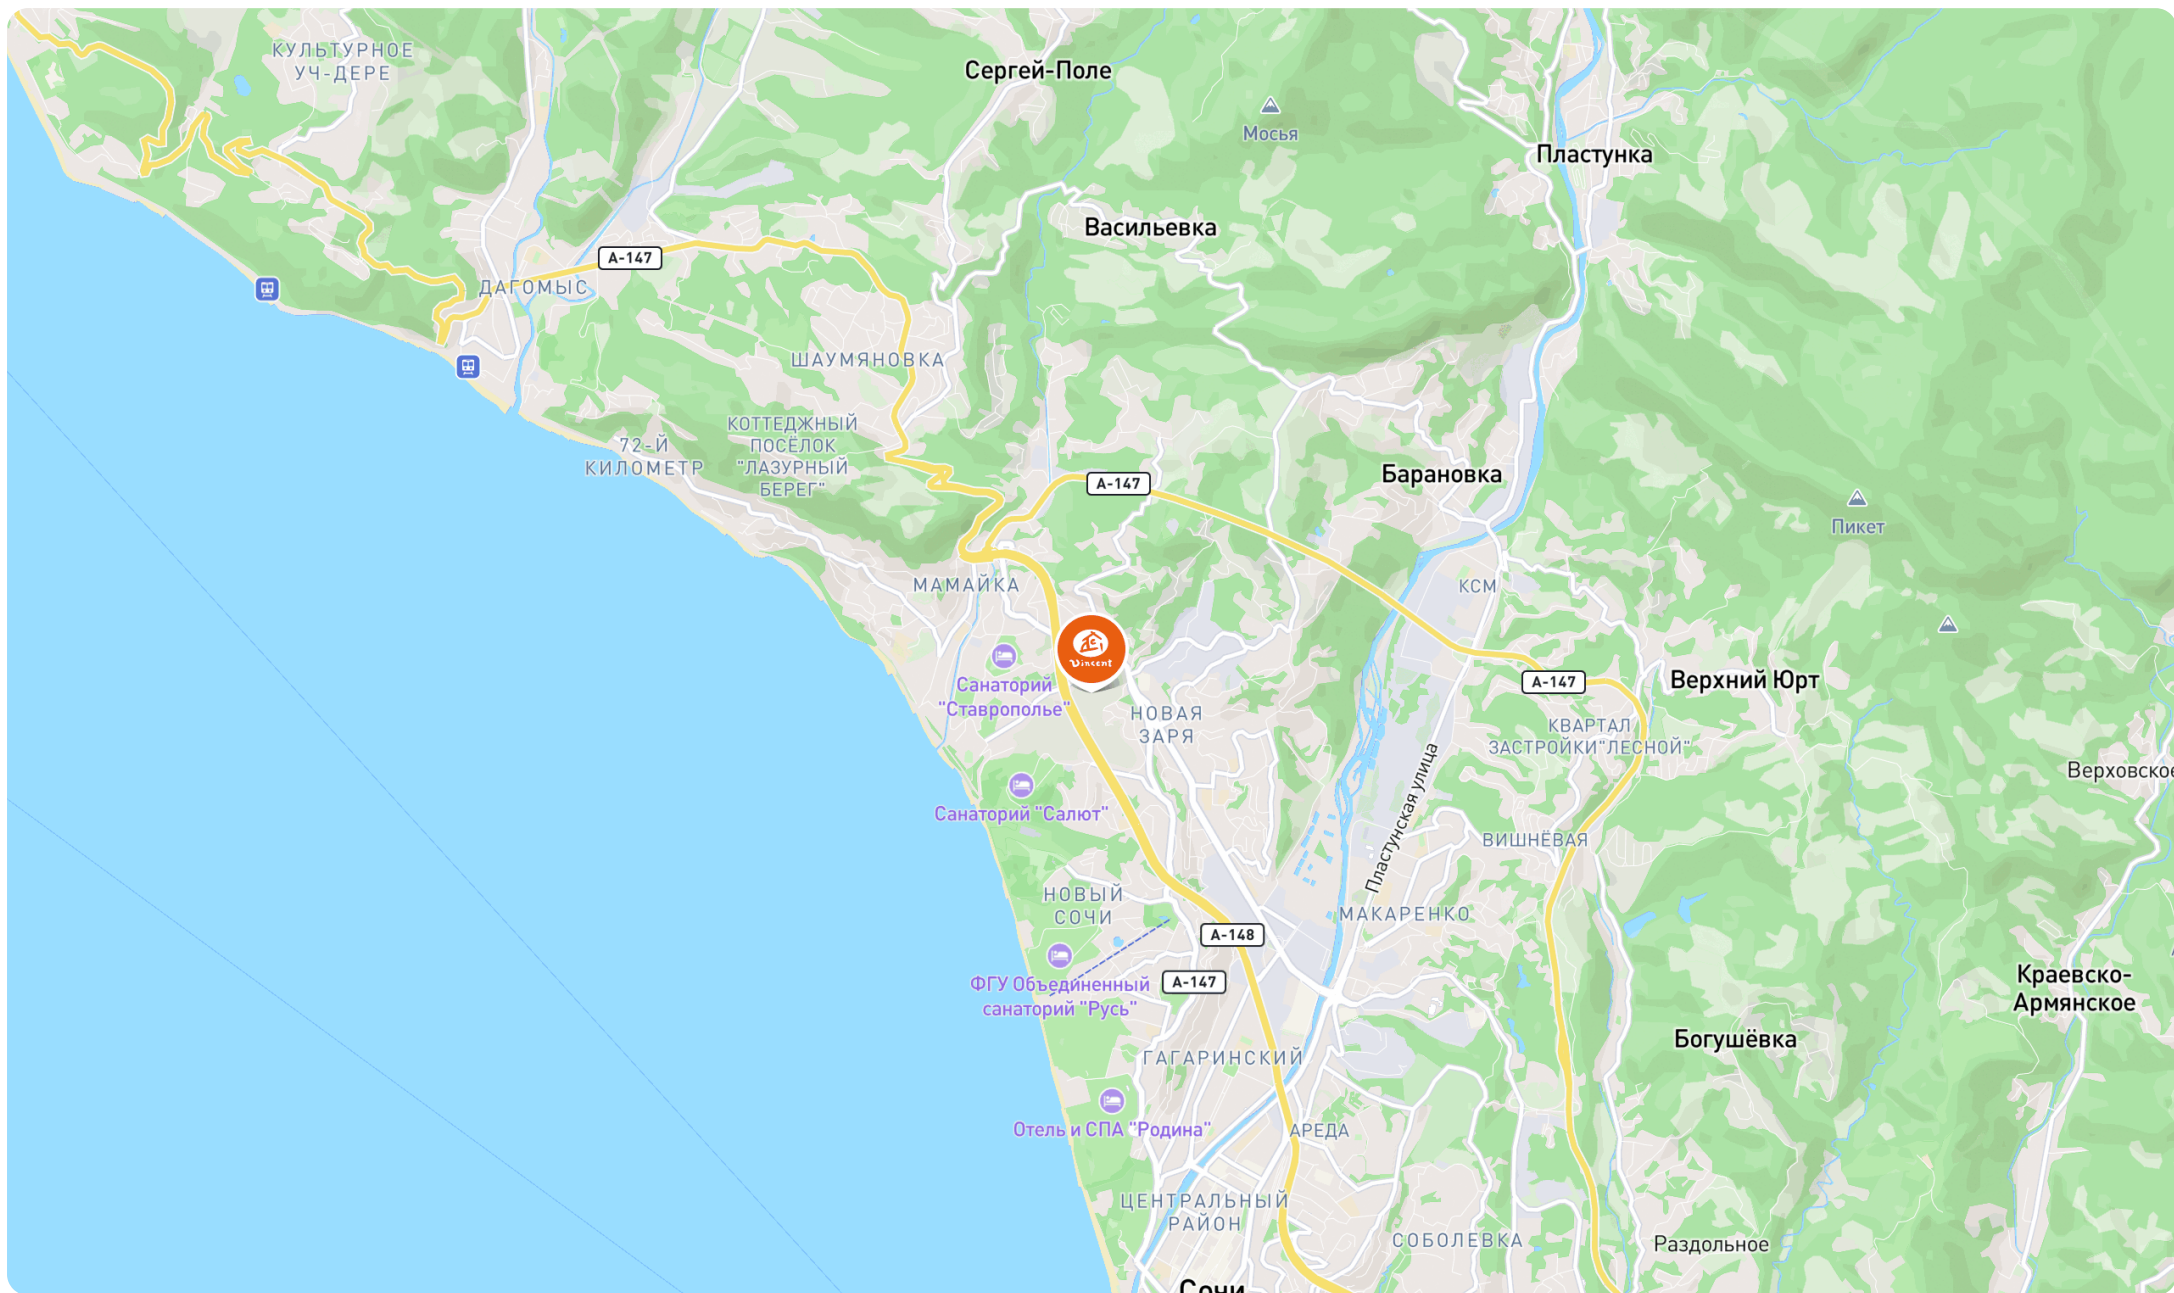 КУЛЬТУРНОЕ
УЧ-ДЕРЕ
Сергей-Поле
Мосья
Пластунка
Васильевка
А-147
ДАГОМЫС
ШАУМЯНОВКА
КОТТЕДЖНЫЙ
ПОСЁЛОК
"ЛАЗУРНЫЙ
БЕРЕГ"
72-Й
КИЛОМЕТР
А-147
Барановка
Пикет
МАМАЙКА
КСМ
Vincent
Санаторий
"Ставрополье"
НОВАЯ
ЗАРЯ
А-147
Верхний Юрт
КВАРТАЛ
ЗАСТРОЙКИ"ЛЕСНОЙ"
Верховское
Пластунская улица
Санаторий "Салют"
ВИШНЁВАЯ
НОВЫЙ
СОЧИ
МАКАРЕНКО
А-148
А-147
ФГУ Объединенный
санаторий "Русь"
Краевско-
Армянское
Богушёвка
ГАГАРИНСКИЙ
Отель и СПА "Родина"
АРЕДА
ЦЕНТРАЛЬНЫЙ
РАЙОН
СОБОЛЕВКА
Раздольное
Сочи